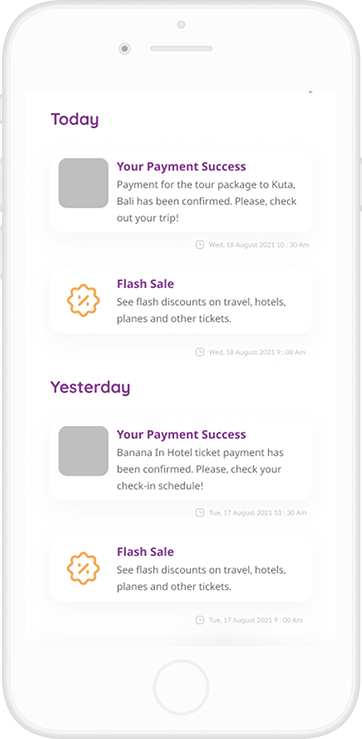 Today
Your Payment Success
Payment for the tour package to Kuta,
Bali has been confirmed. Please, check
out your trip!
Wed, 18 August 2021 10 : 30 Am
Flash Sale
See flash discounts on travel, hotels,
planes and other tickets.
Wed, 18 August 2021 9 : 00 Am
Yesterday
Your Payment Success
Banana In Hotel ticket payment has
been confirmed. Please, check your
check-in schedule!
Tue, 17 August 2021 10 : 30 Am
Flash Sale
See flash discounts on travel, hotels,
planes and other tickets.
Tue, 17 August 2021 9 : 00 Am